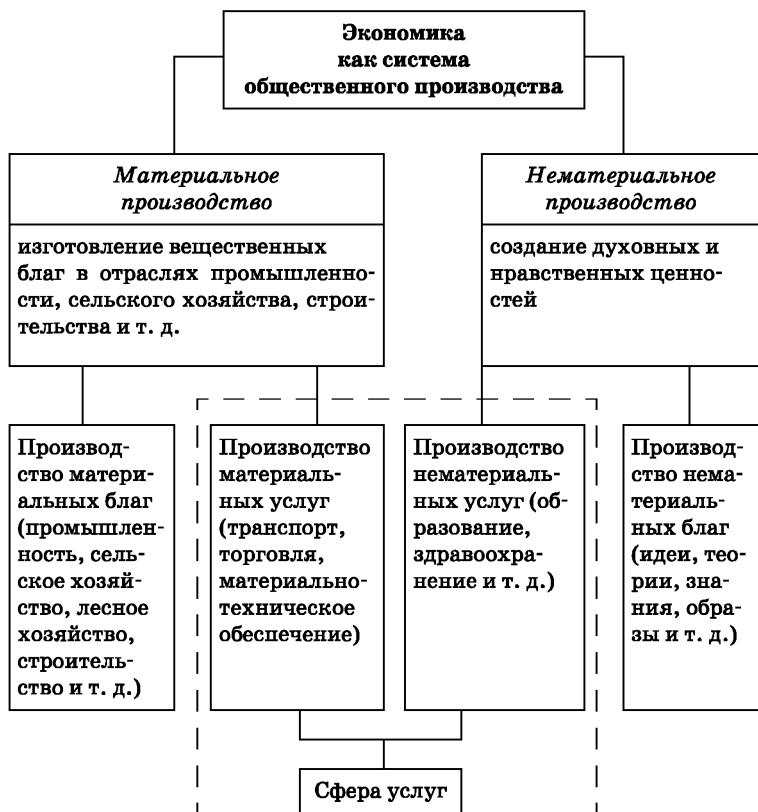 Экономика
как система
общественного производства
Материальное
производство
изготовление вещественных
благ в отраслях промышленно-
сти, сельского хозяйства, строи-
тельства и т. д.
Нематериальное
производство
создание духовных и
нравственных ценно-
стей
Производ-
ство матери-
альных благ
(промышлен-
ность, сель-
ское хозяй-
ство, лесное
хозяйство,
строитель-
ство и т. д.)
Производство
материаль-
ных услуг
(транспорт,
торговля,
материально-
техническое
обеспечение)
Производство
нематериаль-
ных услуг (об-
разование,
здравоохра-
нение и т. д.)
Производ-
ство нема-
териаль-
ных благ
(идеи, тео-
рии, зна-
ния, обра-
зы и т. д.)
Сфера услуг